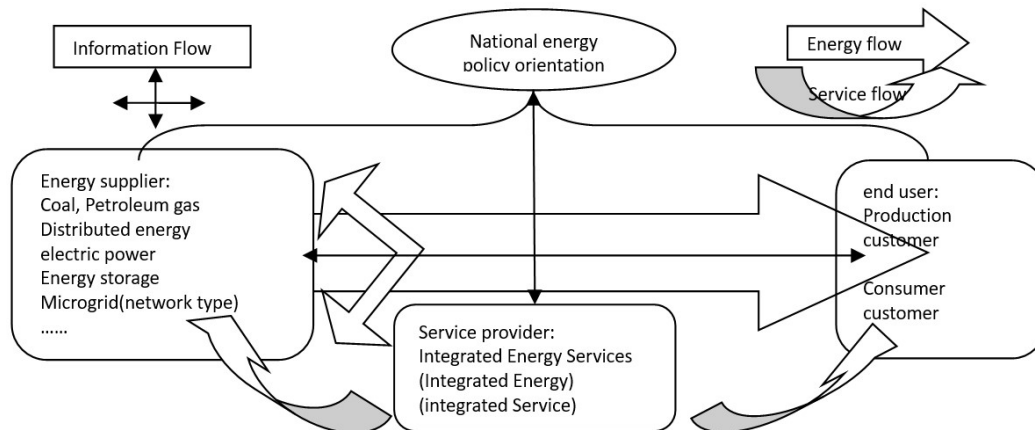 Information Flow
National energy
policy orientation
Energy flow
Service flow
Energy supplier:
Coal, Petroleum gas
Distributed energy
electric power
Energy storage
Microgrid(network type)
......
Service provider:
Integrated Energy Services
(Integrated Energy)
(integrated Service)
end user:
Production
customer
Consumer
customer